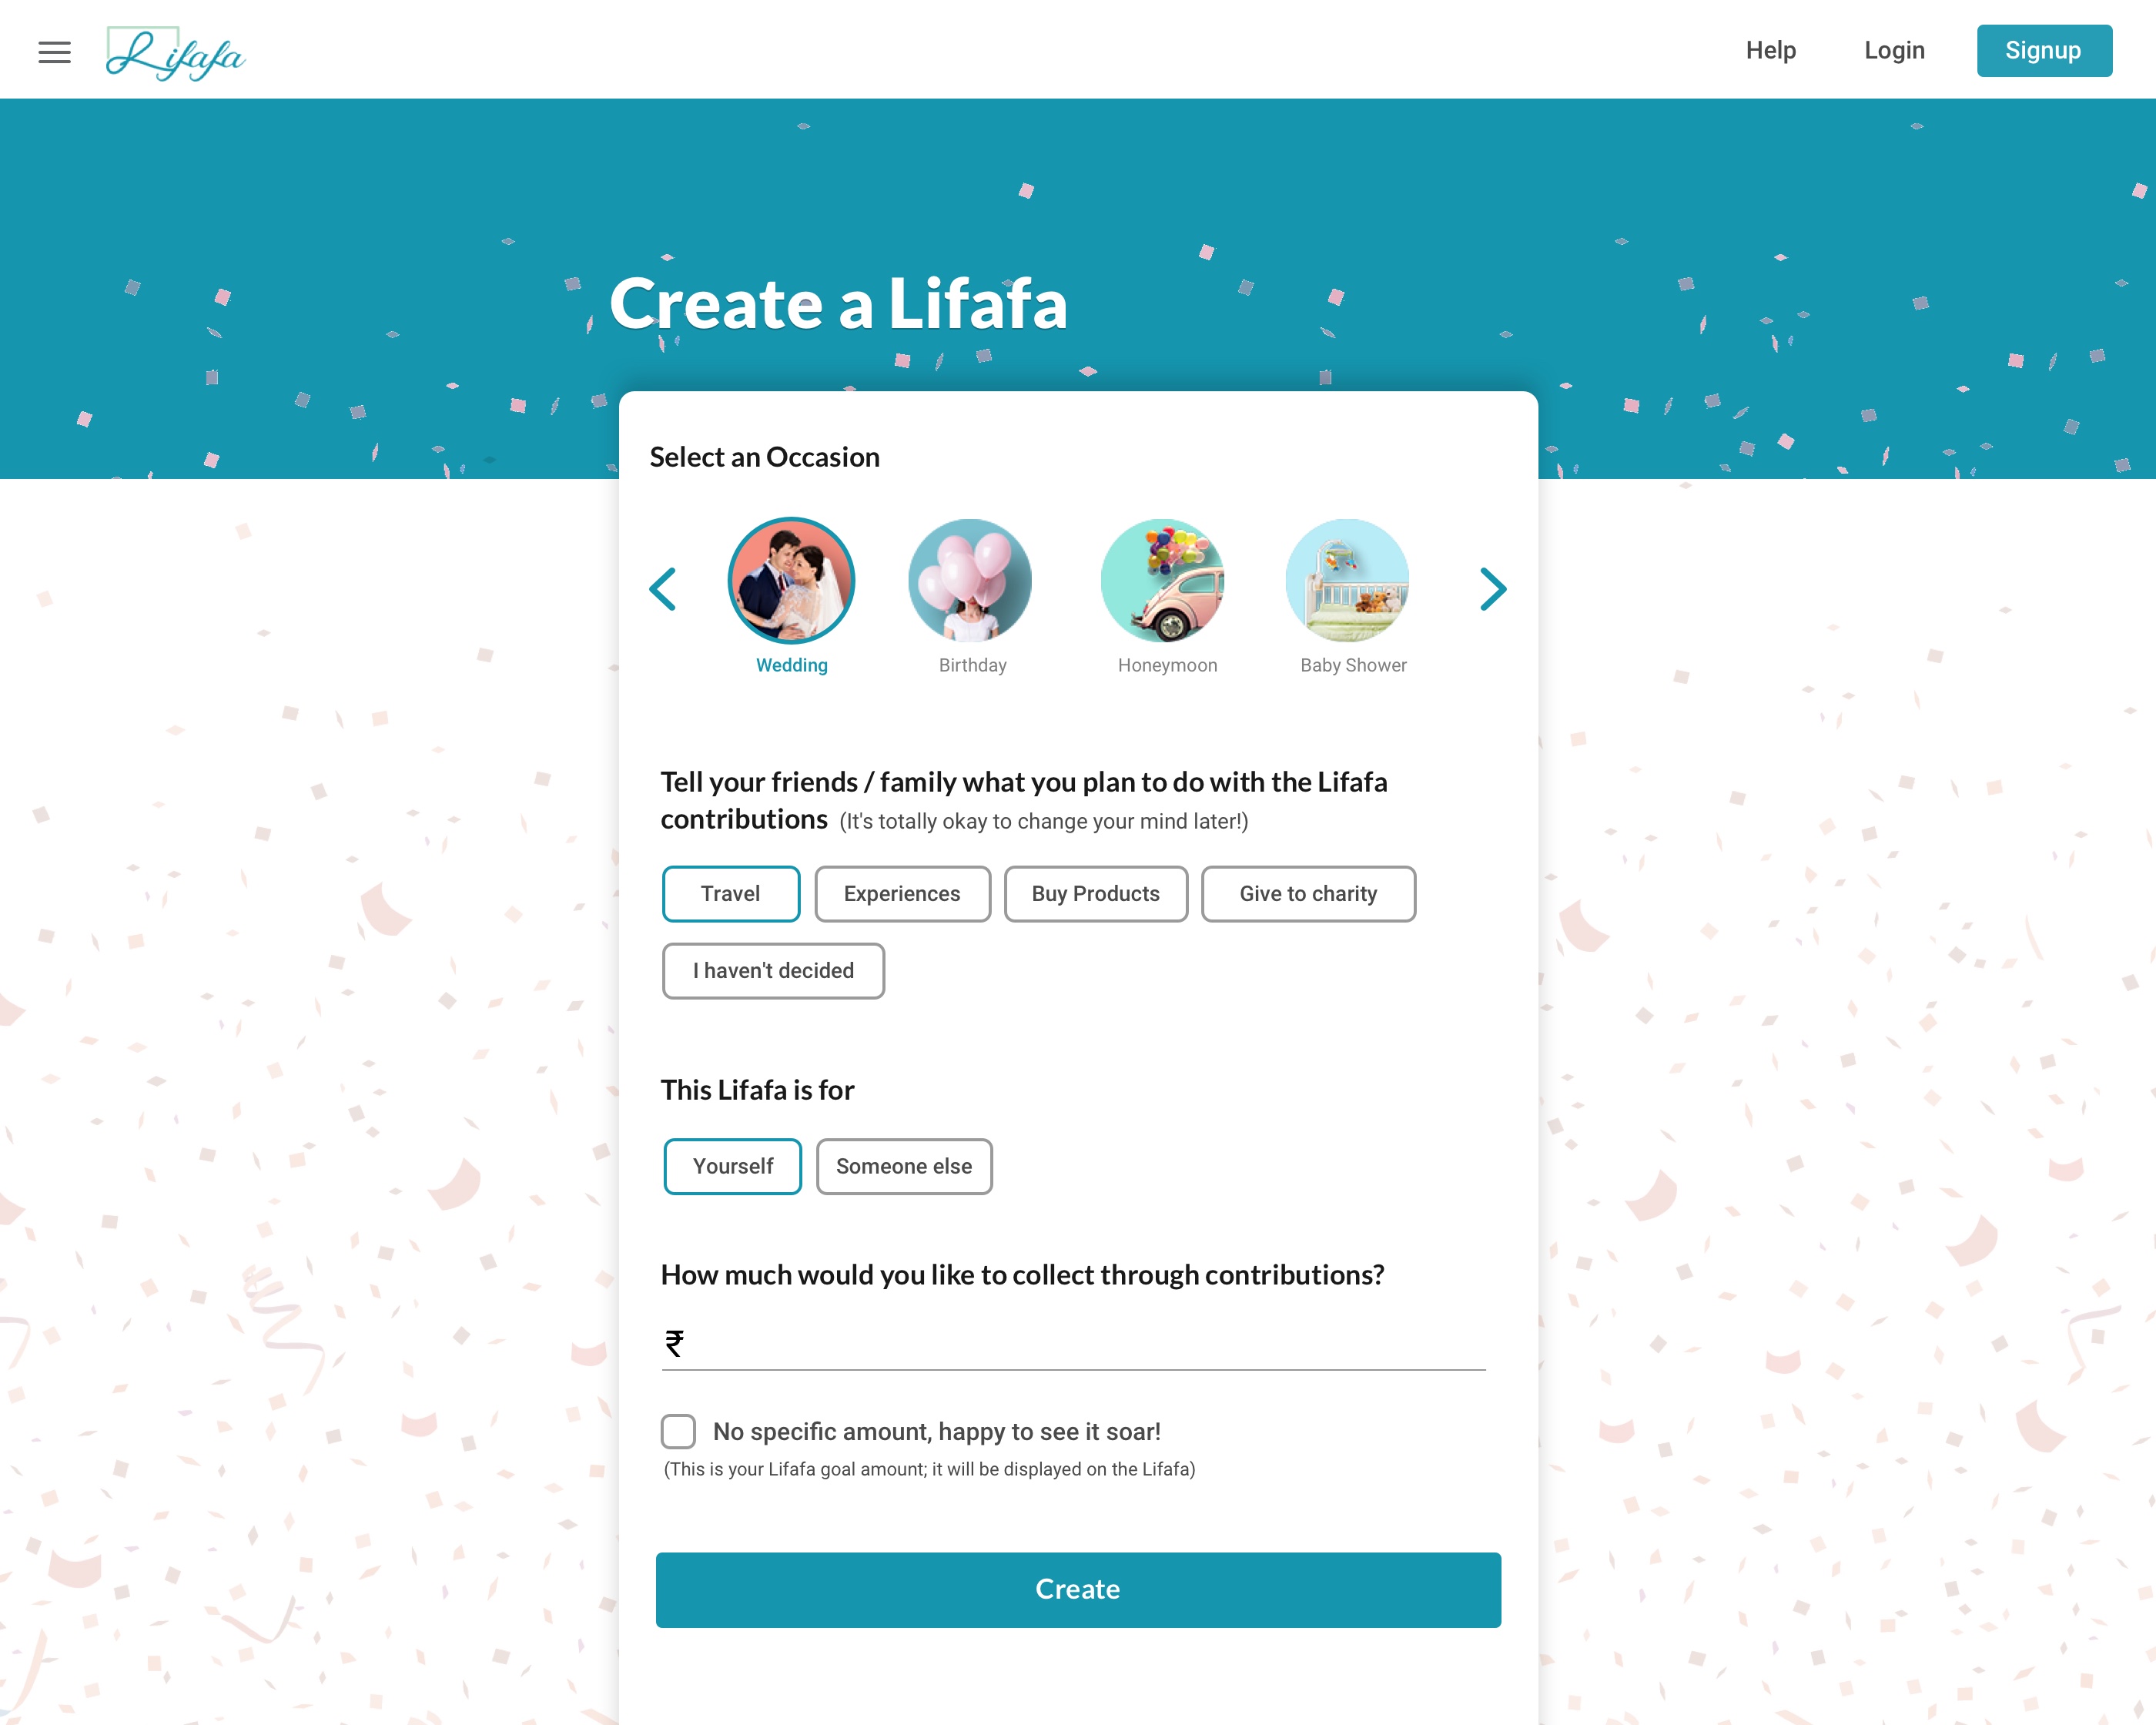 Lifafa
Help
Login
Signup
Create a Lifafa
Select an Occasion
Wedding
Birthday
Honeymoon
Baby Shower
Tell your friends / family what you plan to do with the Lifafa
contributions (It's totally okay to change your mind later!)
Travel
Experiences
Buy Products
Give to charity
I haven't decided
This Lifafa is for
Yourself
Someone else
How much would you like to collect through contributions?
₹
No specific amount, happy to see it soar!
(This is your Lifafa goal amount; it will be displayed on the Lifafa)
Create